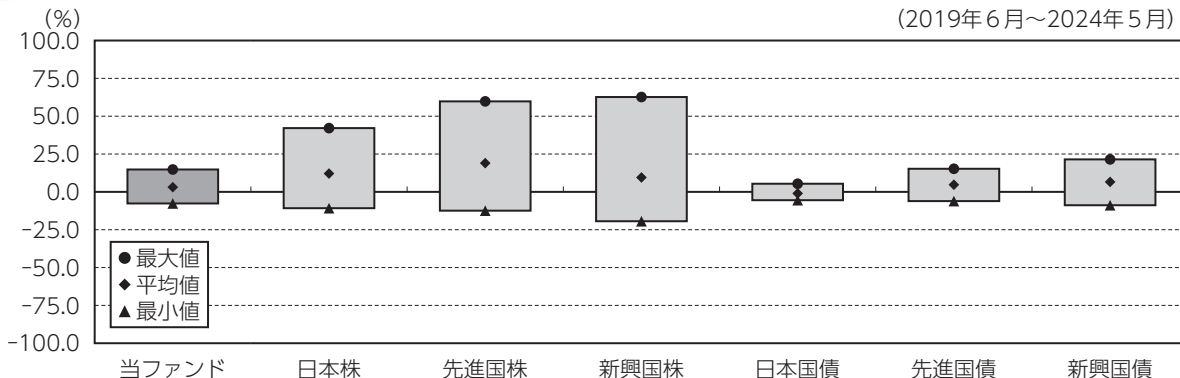 (%)
(2019年6月~2024年5月)
100.0
75.0
50.0
25.0
0.0
-25.0
-50.0
-75.0
-100.0
●最大値
◆平均値
▲最小値
当ファンド 日本株 先進国株 新興国株 日本国債 先進国債 新興国債